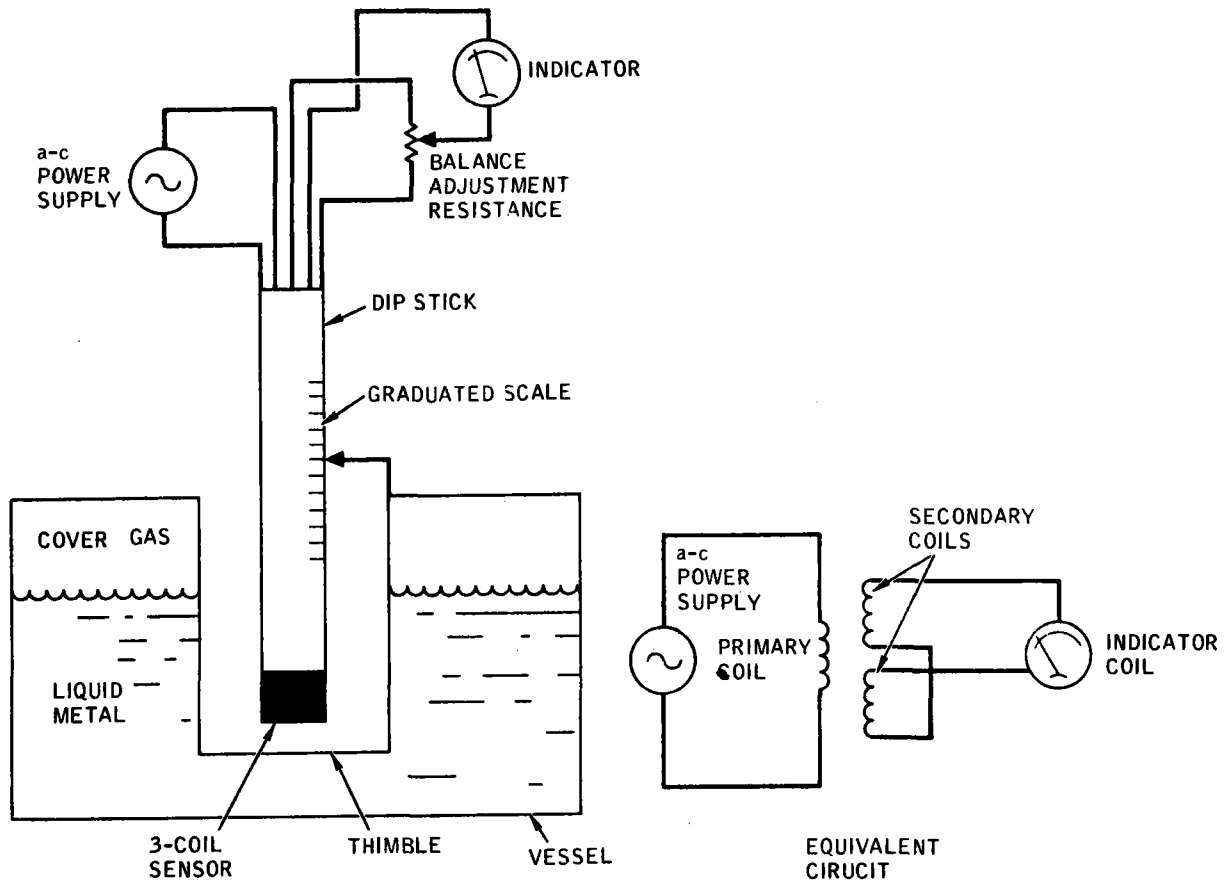 INDICATOR
a-c
POWER
SUPPLY
BALANCE
ADJUSTMENT
RESISTANCE
DIP STICK
GRADUATED SCALE
COVER GAS
LIQUID
METAL
3-COIL
SENSOR
THIMBLE
VESSEL
SECONDARY
COILS
a-c
POWER
SUPPLY
PRIMARY
COIL
INDICATOR
COIL
EQUIVALENT
CIRUCIT